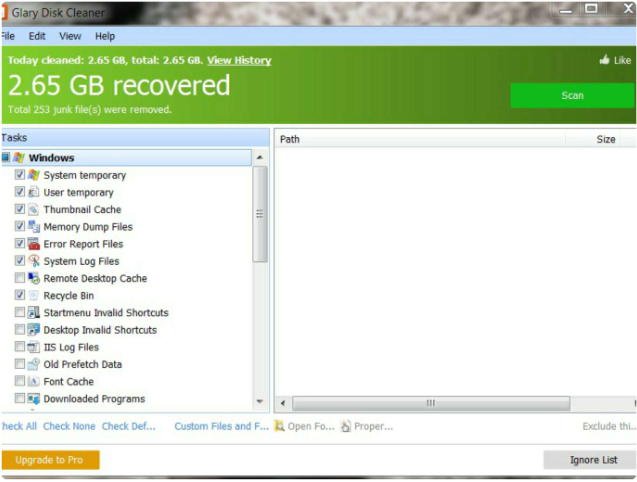 Glary Disk Cleaner
File Edit View Help
Today cleaned: 2.65 GB, total: 2.65 GB. View History
Like
2.65 GB recovered
Total 253 junk file(s) were removed.
Scan
Tasks
Path Size
Windows
System temporary
User temporary
Thumbnail Cache
Memory Dump Files
Error Report Files
System Log Files
Remote Desktop Cache
Recycle Bin
Startmenu Invalid Shortcuts
Desktop Invalid Shortcuts
IIS Log Files
Old Prefetch Data
Font Cache
Downloaded Programs
heck All Check None Check Def... Custom Files and F... Open Fo... Proper... Exclude thi...
Upgrade to Pro
Ignore List